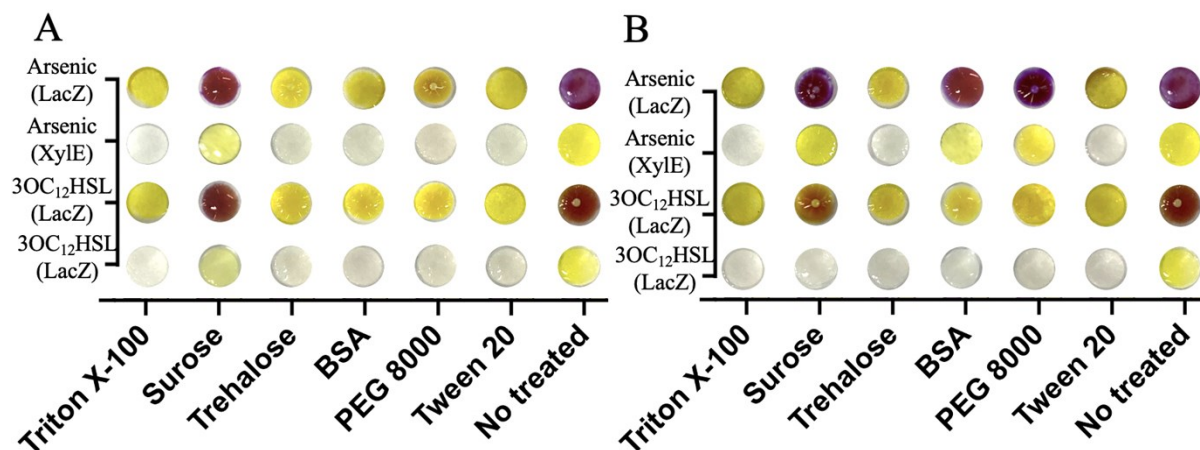 A
Arsenic
(LacZ)
Arsenic
(XylE)
3OC₁₂HSL
(LacZ)
3OC₁₂HSL
(LacZ)
Triton X-100
Surose
Trehalose
BSA
PEG 8000
Tween 20
No treated
B
Arsenic
(LacZ)
Arsenic
(XylE)
3OC₁₂HSL
(LacZ)
3OC₁₂HSL
(LacZ)
Triton X-100
Surose
Trehalose
BSA
PEG 8000
Tween 20
No treated